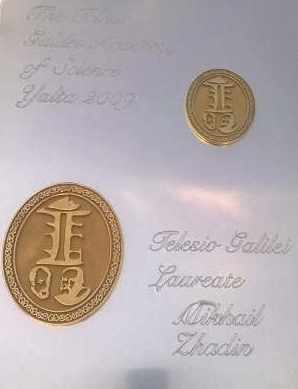 The Telesio
Galilei Academy
of Science
Yalta 2009
Telesio Galilei
Laureate
Mikhail
Zhadin